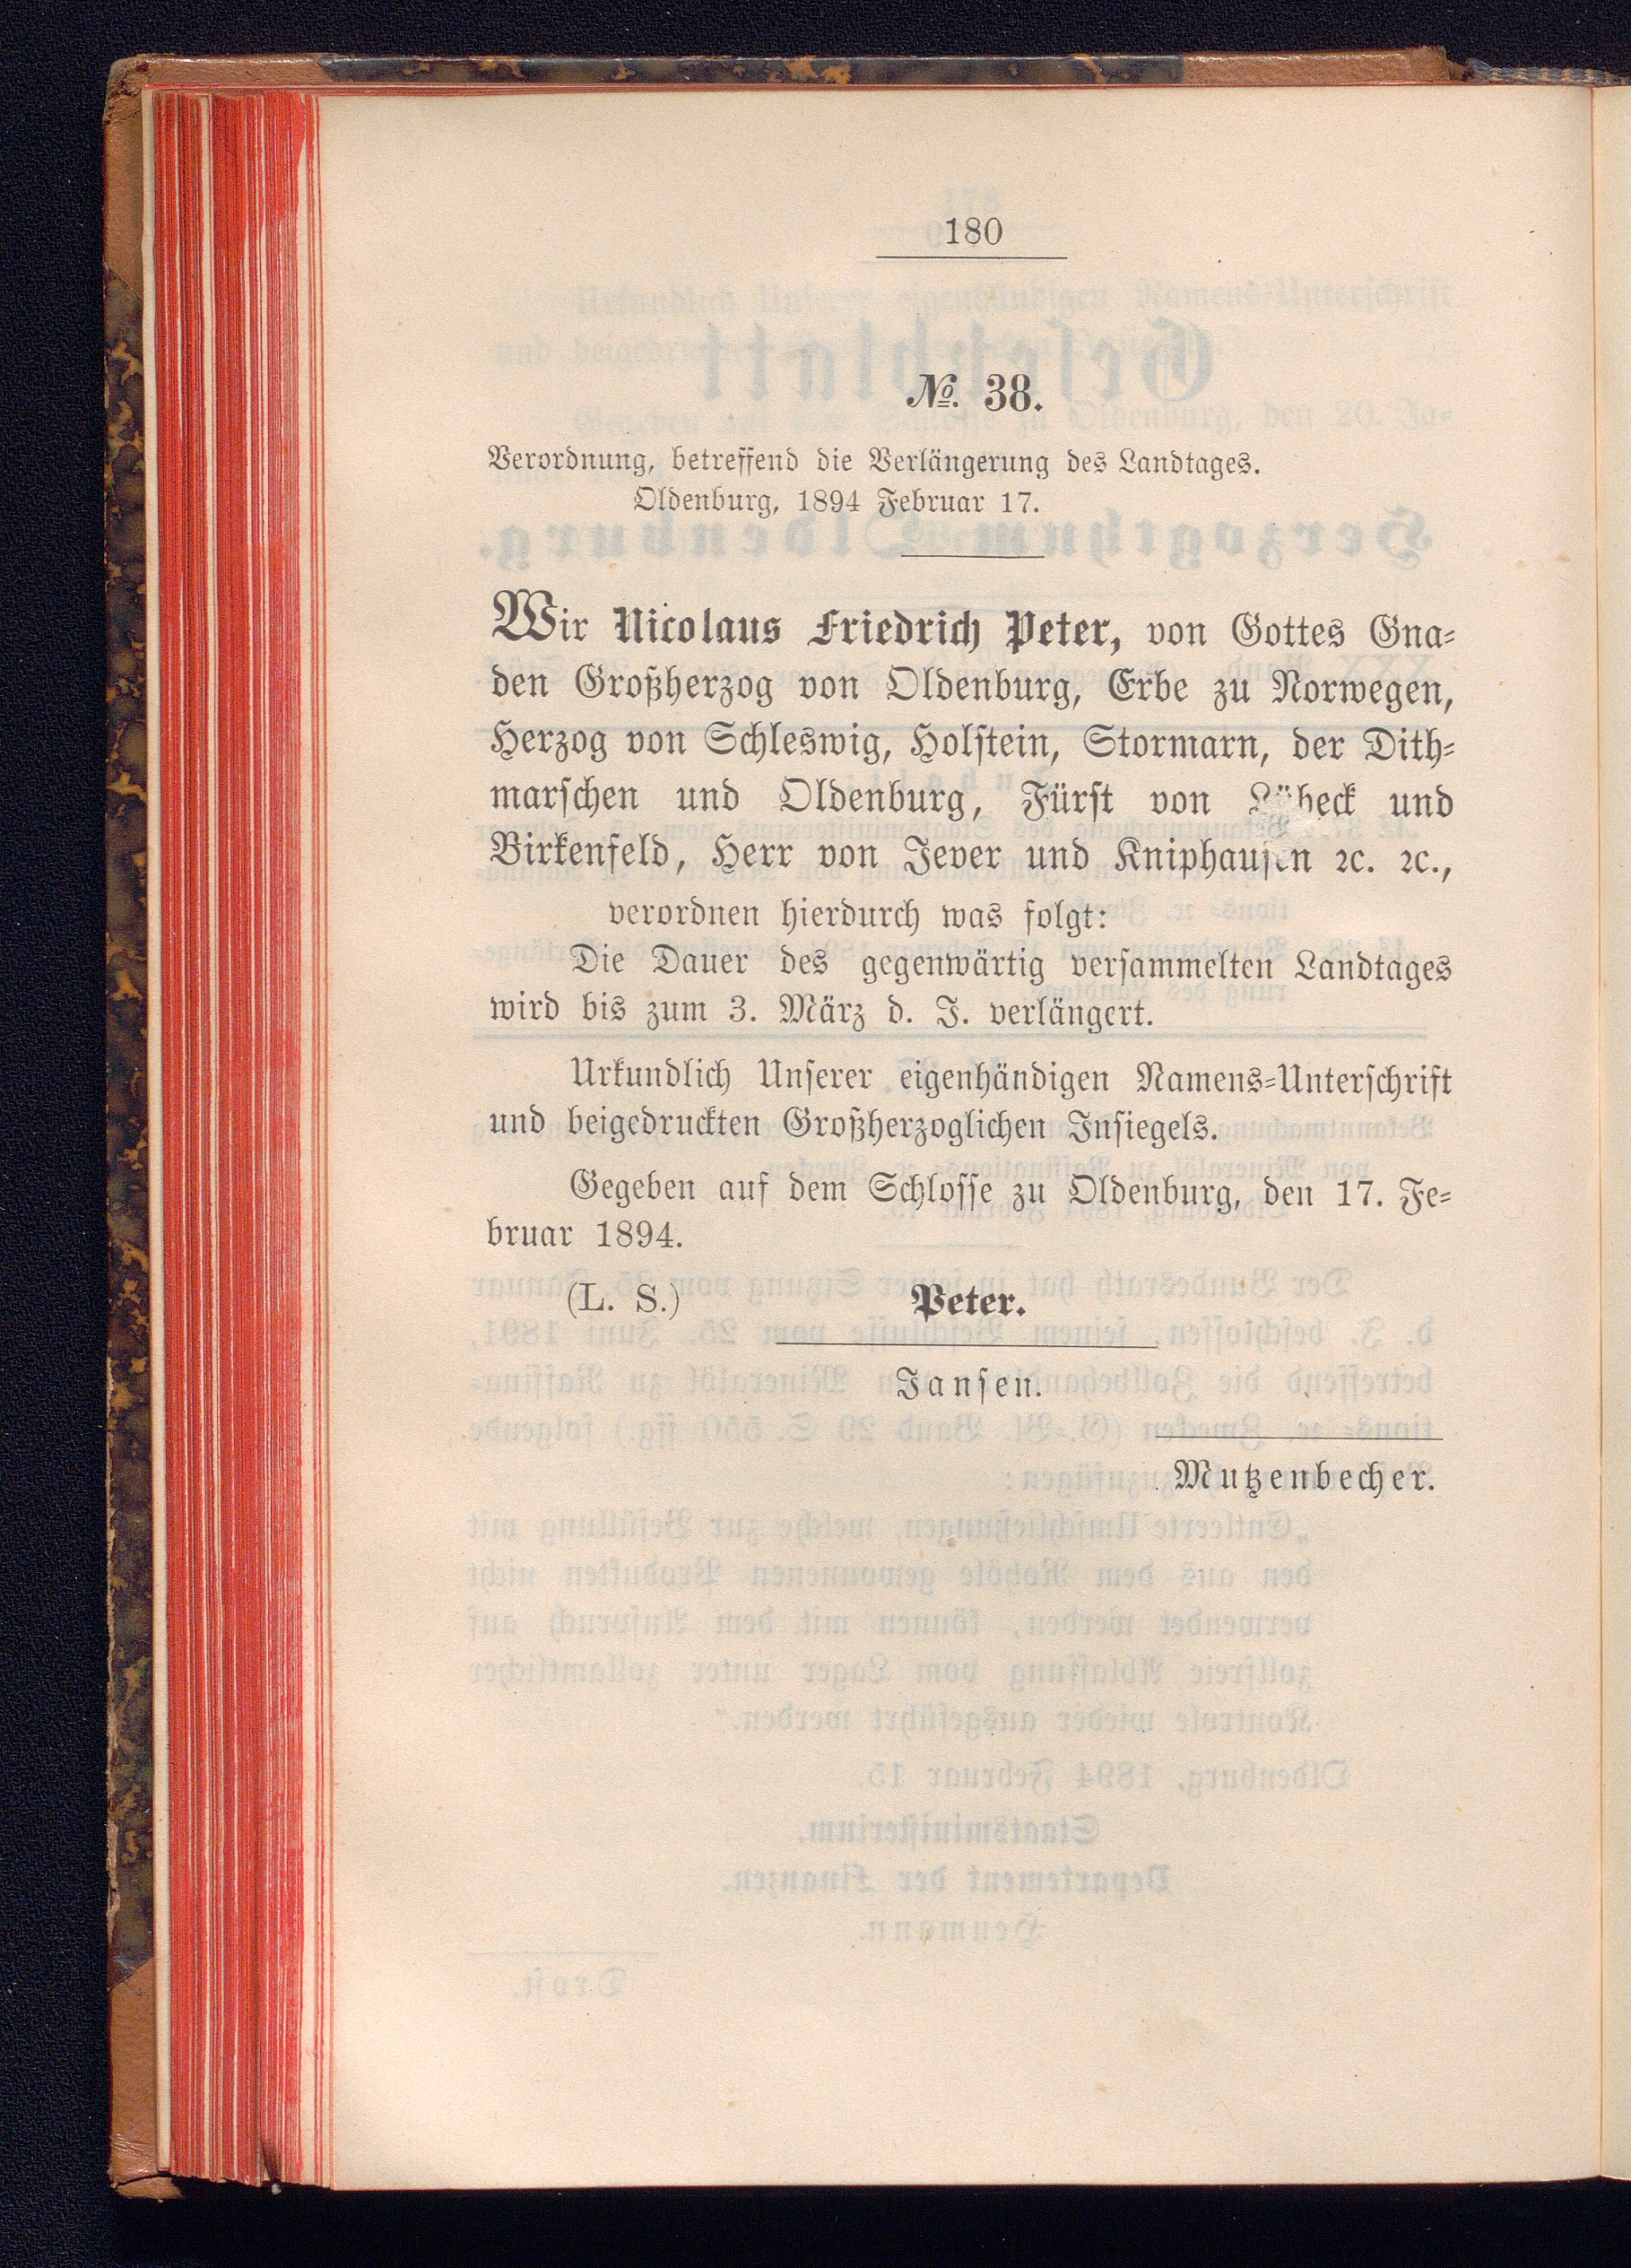 180
№. 38.
Verordnung, betreffend die Verlängerung des Landtages.
Oldenburg, 1894 Februar 17.
Wir Nicolaus Friedrich Peter, von Gottes Gna-
den Großherzog von Oldenburg, Erbe zu Norwegen,
Herzog von Schleswig, Holstein, Stormarn, der Dith-
marschen und Oldenburg, Fürst von Lübeck und
Birkenfeld, Herr von Jever und Kniphausen ꝛc. ꝛc.,
verordnen hierdurch was folgt:
Die Dauer des gegenwärtig versammelten Landtages
wird bis zum 3. März d. J. verlängert.
Urkundlich Unserer eigenhändigen Namens-Unterschrift
und beigedruckten Großherzoglichen Insiegels.
Gegeben auf dem Schlosse zu Oldenburg, den 17. Fe-
bruar 1894.
(L. S.) Peter.
Jansen.
Mutzenbecher.